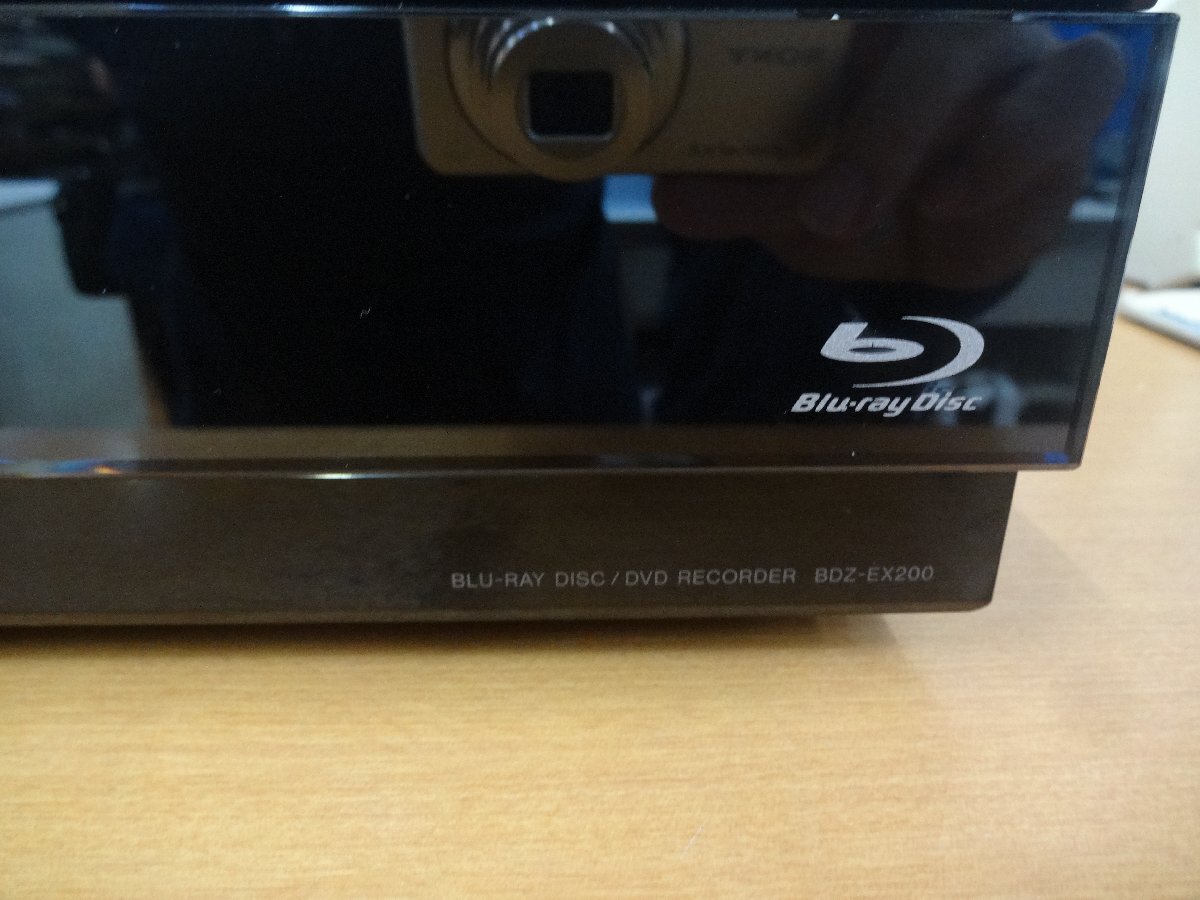 Blu-ray Disc
BLU-RAY DISC / DVD RECORDER BDZ-EX200